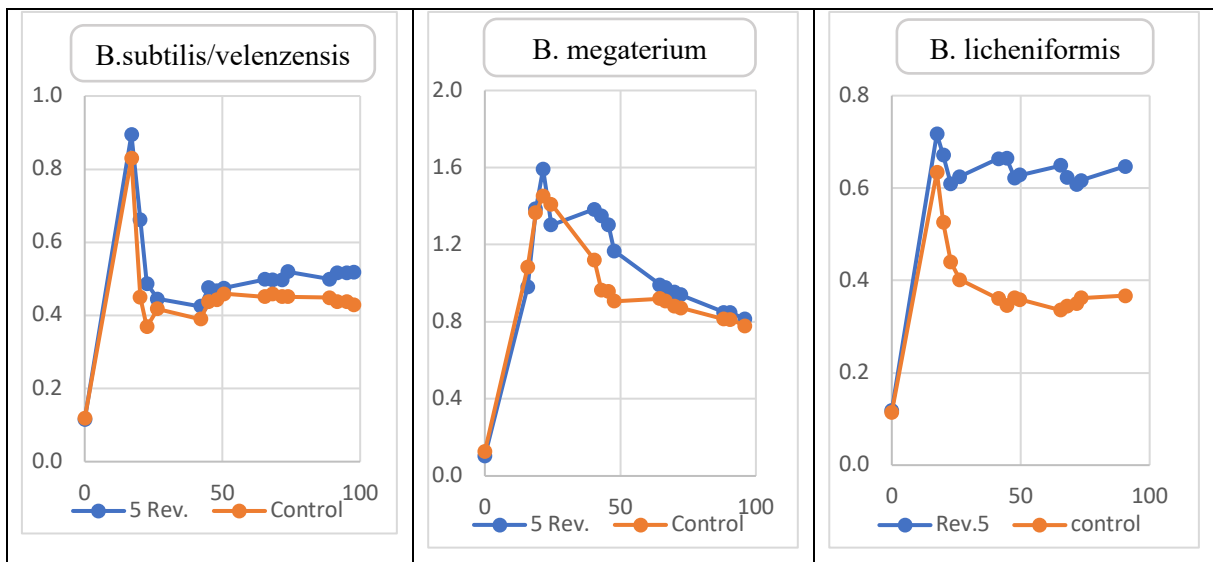 B.subtilis/velenzensis
1.0
0.8
0.6
0.4
0.2
0.0
0 50 100
5 Rev. Control
B. megaterium
2.0
1.6
1.2
0.8
0.4
0.0
0 50 100
5 Rev. Control
B. licheniformis
0.8
0.6
0.4
0.2
0.0
0 50 100
Rev.5 control